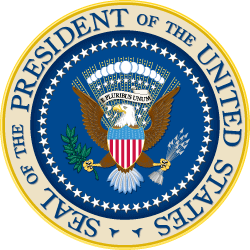 SEAL OF THE PRESIDENT OF THE UNITED STATES
E PLURIBUS UNUM